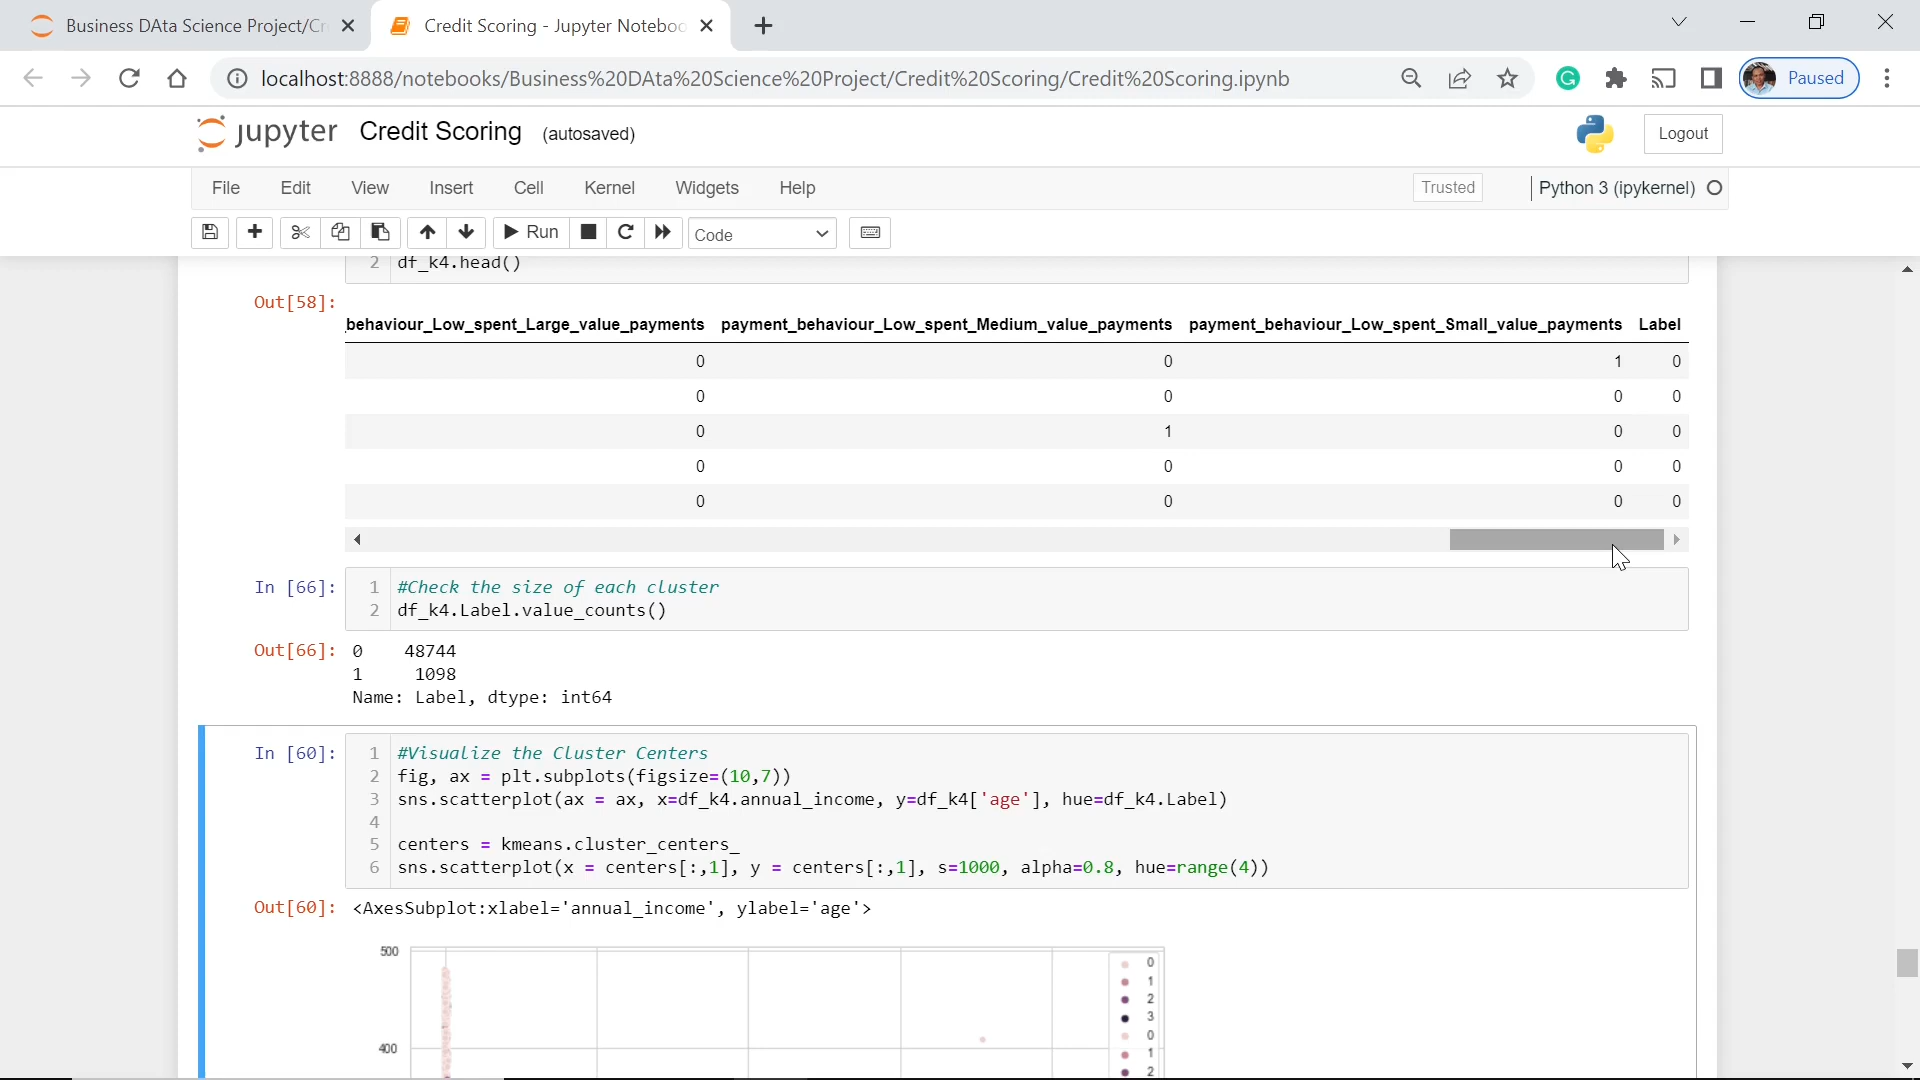 Business DAta Science Project/Cr
Credit Scoring - Jupyter Noteboo
localhost:8888/notebooks/Business%20DAta%20Science%20Project/Credit%20Scoring/Credit%20Scoring.ipynb
Paused
jupyter Credit Scoring (autosaved)
Logout
File Edit View Insert Cell Kernel Widgets Help
Trusted
Python 3 (ipykernel)
Run
Code
2 df_k4.head()
Out[58]:
behaviour_Low_spent_Large_value_payments payment_behaviour_Low_spent_Medium_value_payments payment_behaviour_Low_spent_Small_value_payments Label
0 0 1 0
0 0 0 0
0 1 0 0
0 0 0 0
0 0 0 0
In [66]: 1 #Check the size of each cluster
2 df_k4.Label.value_counts()
Out[66]: 0 48744
1 1098
Name: Label, dtype: int64
In [60]: 1 #Visualize the Cluster Centers
2 fig, ax = plt.subplots(figsize=(10,7))
3 sns.scatterplot(ax = ax, x=df_k4.annual_income, y=df_k4['age'], hue=df_k4.Label)
4
5 centers = kmeans.cluster_centers_
6 sns.scatterplot(x = centers[:,1], y = centers[:,1], s=1000, alpha=0.8, hue=range(4))
Out[60]: <AxesSubplot:xlabel='annual_income', ylabel='age'>
500
0
1
2
3
0
400
1
2